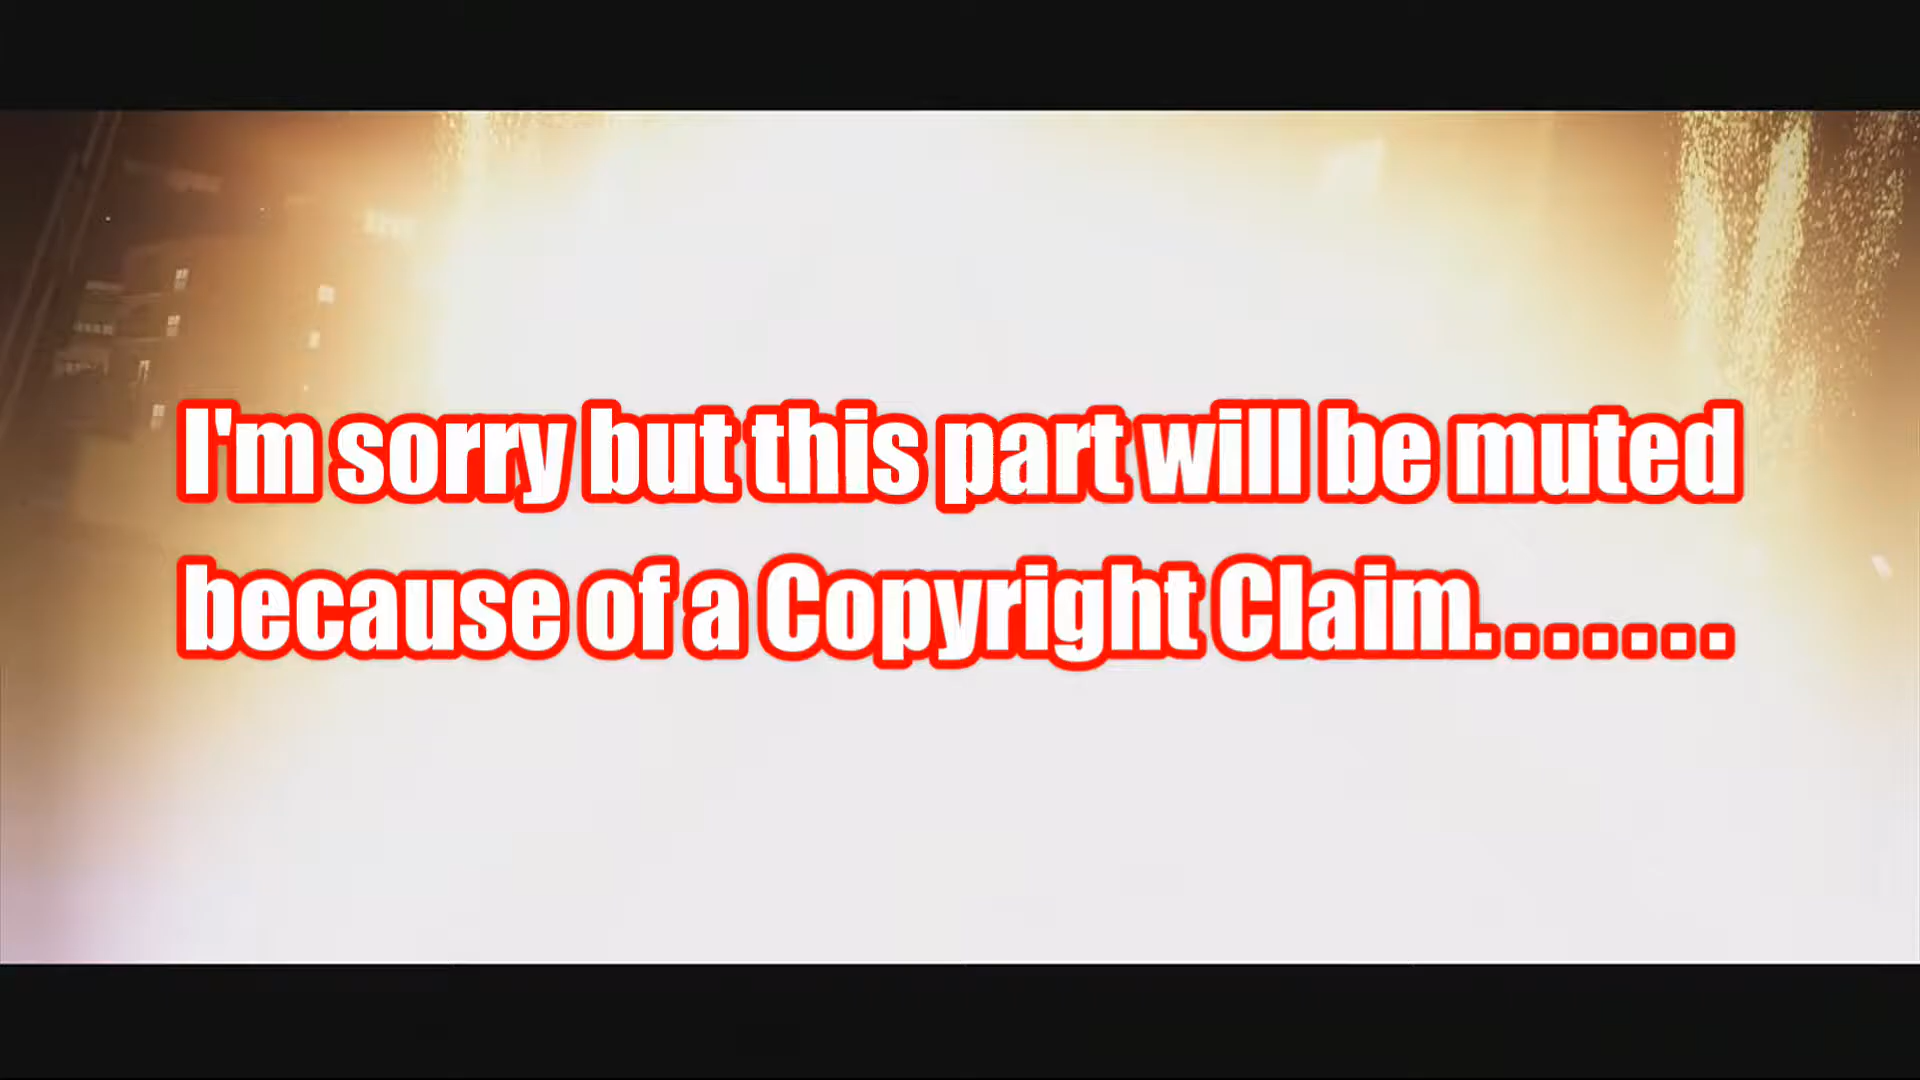 I'm sorry but this part will be muted
because of a Copyright Claim.......